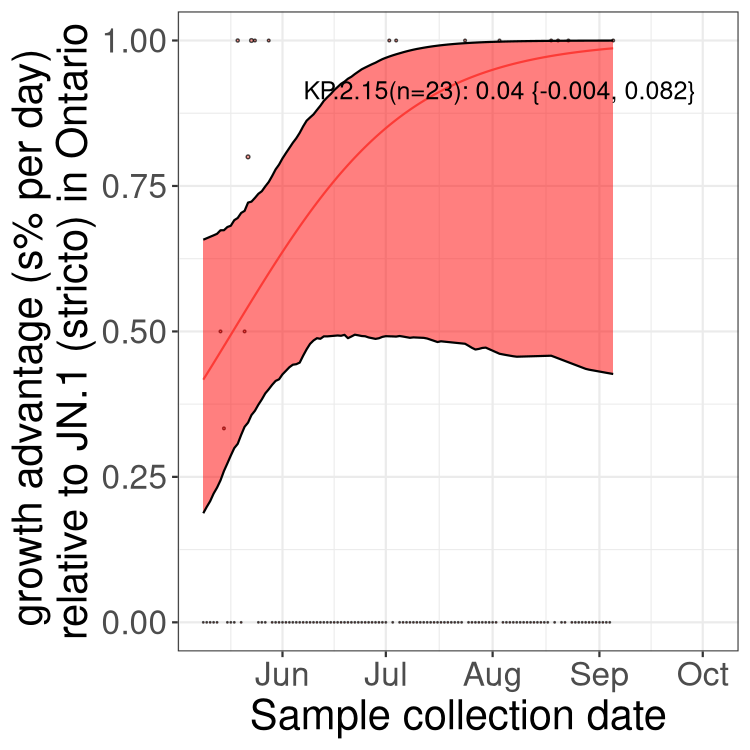 growth advantage (s% per day)
relative to JN.1 (stricto) in Ontario
1.00
0.75
0.50
0.25
0.00
KP.2.15(n=23): 0.04 {-0.004, 0.082}
Jun Jul Aug Sep Oct
Sample collection date